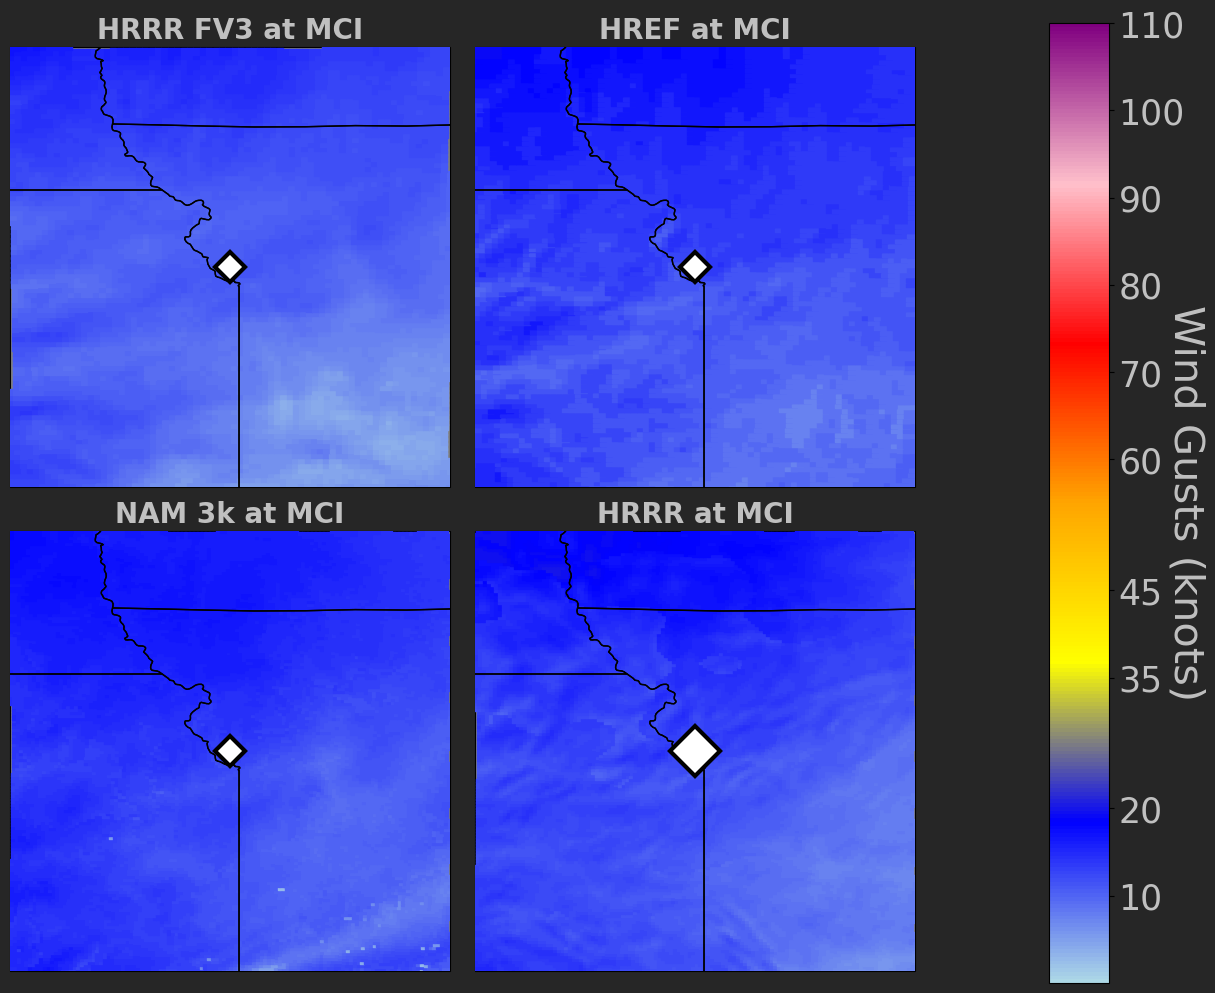 HRRR FV3 at MCI
HREF at MCI
NAM 3k at MCI
HRRR at MCI
110
100
90
80
70
60
45
35
20
10
Wind Gusts (knots)